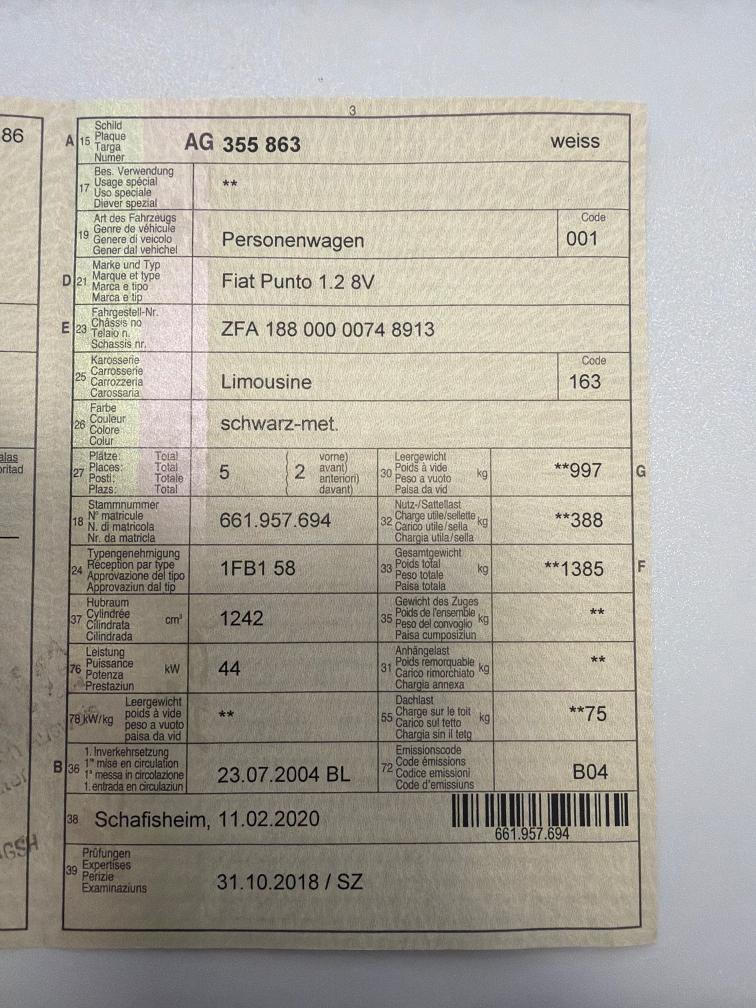 3
86
A 15 Schild
Plaque
Targa
Numer
AG 355 863 weiss
17 Bes. Verwendung
Usage spécial
Uso speciale
Diever spezial
**
19 Art des Fahrzeugs
Genre de véhicule
Genere di veicolo
Gener dal vehichel
Personenwagen
Code
001
D 21 Marke und Typ
Marque et type
Marca e tipo
Marca e tip
Fiat Punto 1.2 8V
E 23 Fahrgestell-Nr.
Châssis no
Telaio n.
Schassis nr.
ZFA 188 000 0074 8913
25 Karosserie
Carrosserie
Carrozzeria
Carossaria
Limousine
Code
163
26 Farbe
Couleur
Colore
Colur
schwarz-met.
27 Plätze: Total
Places: Total
Posti: Totale
Plazs: Total
5 ( 2 vorne)
avant)
anteriori)
davant)
30 Leergewicht
Poids à vide
Peso a vuoto
Paisa da vid
kg
**997 G
18 Stammnummer
N° matricule
N. di matricola
Nr. da matricla
661.957.694
32 Nutz-/Sattellast
Charge utile/sellette
Carico utile/sella
Chargia utila/sella
kg
**388
24 Typengenehmigung
Réception par type
Approvazione del tipo
Approvaziun dal tip
1FB1 58
33 Gesamtgewicht
Poids total
Peso totale
Paisa totala
kg
**1385 F
37 Hubraum
Cylindrée
Cilindrata
Cilindrada
cm³
1242
35 Gewicht des Zuges
Poids de l'ensemble
Peso del convoglio
Paisa cumposiziun
kg
**
76 Leistung
Puissance
Potenza
Prestaziun
kW
44
31 Anhängelast
Poids remorquable
Carico rimorchiato
Chargia annexa
kg
**
78 kW/kg Leergewicht
poids à vide
peso a vuoto
paisa da vid
**
55 Dachlast
Charge sur le toit
Carico sul tetto
Chargia sin il tetg
kg
**75
B 36 1. Inverkehrsetzung
1re mise en circulation
1a messa in circolazione
1. entrada en circulaziun
23.07.2004 BL
72 Emissionscode
Code émissions
Codice emissioni
Code d'emissiuns
B04
38 Schafisheim, 11.02.2020
661.957.694
39 Prüfungen
Expertises
Perizie
Examinaziuns
31.10.2018 / SZ